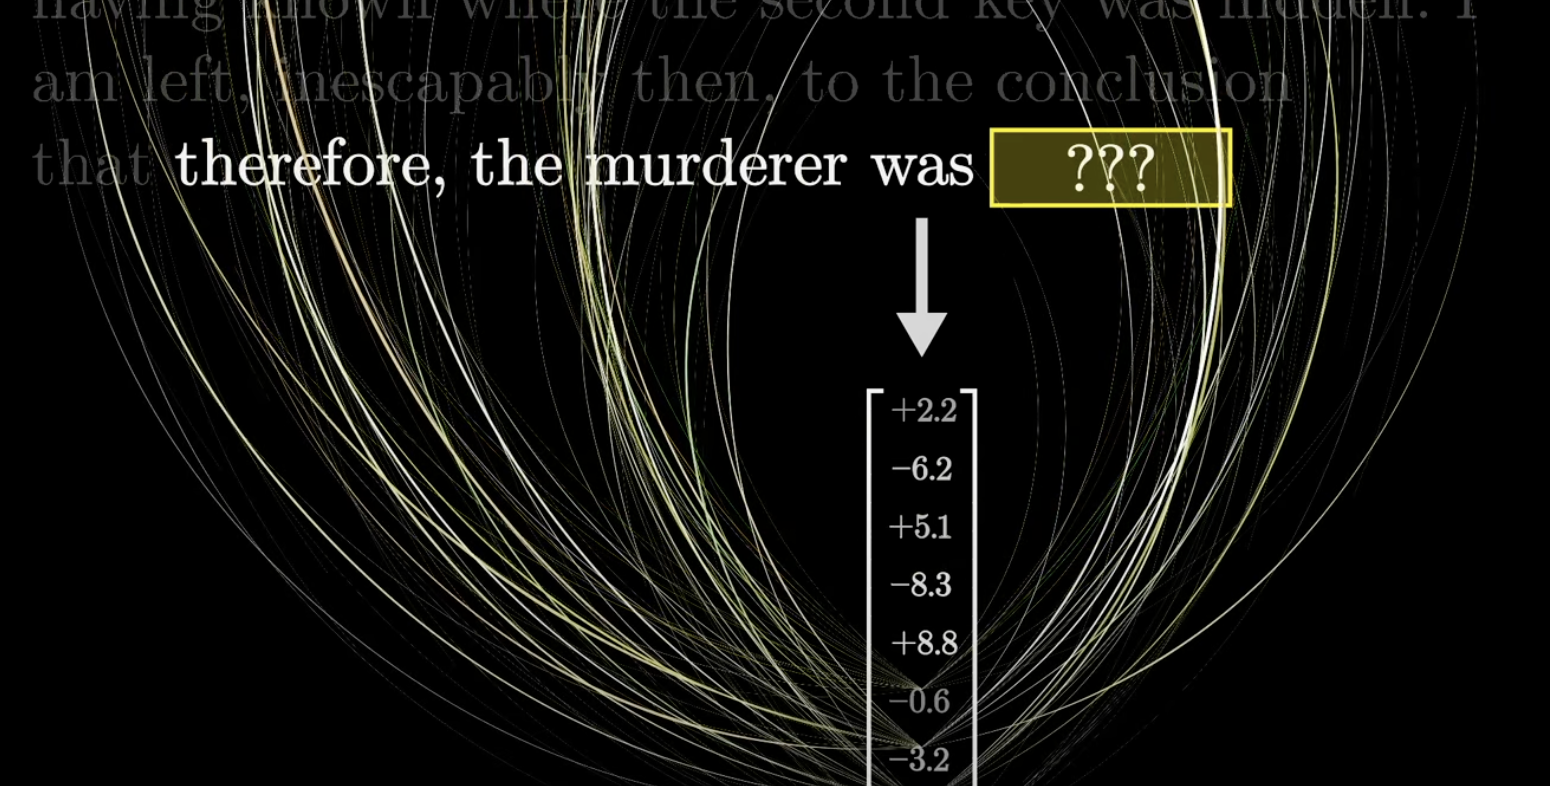 having known where the second key was hidden. I
am left, inescapably then, to the conclusion
that therefore, the murderer was ???
+2.2
−6.2
+5.1
−8.3
+8.8
−0.6
−3.2